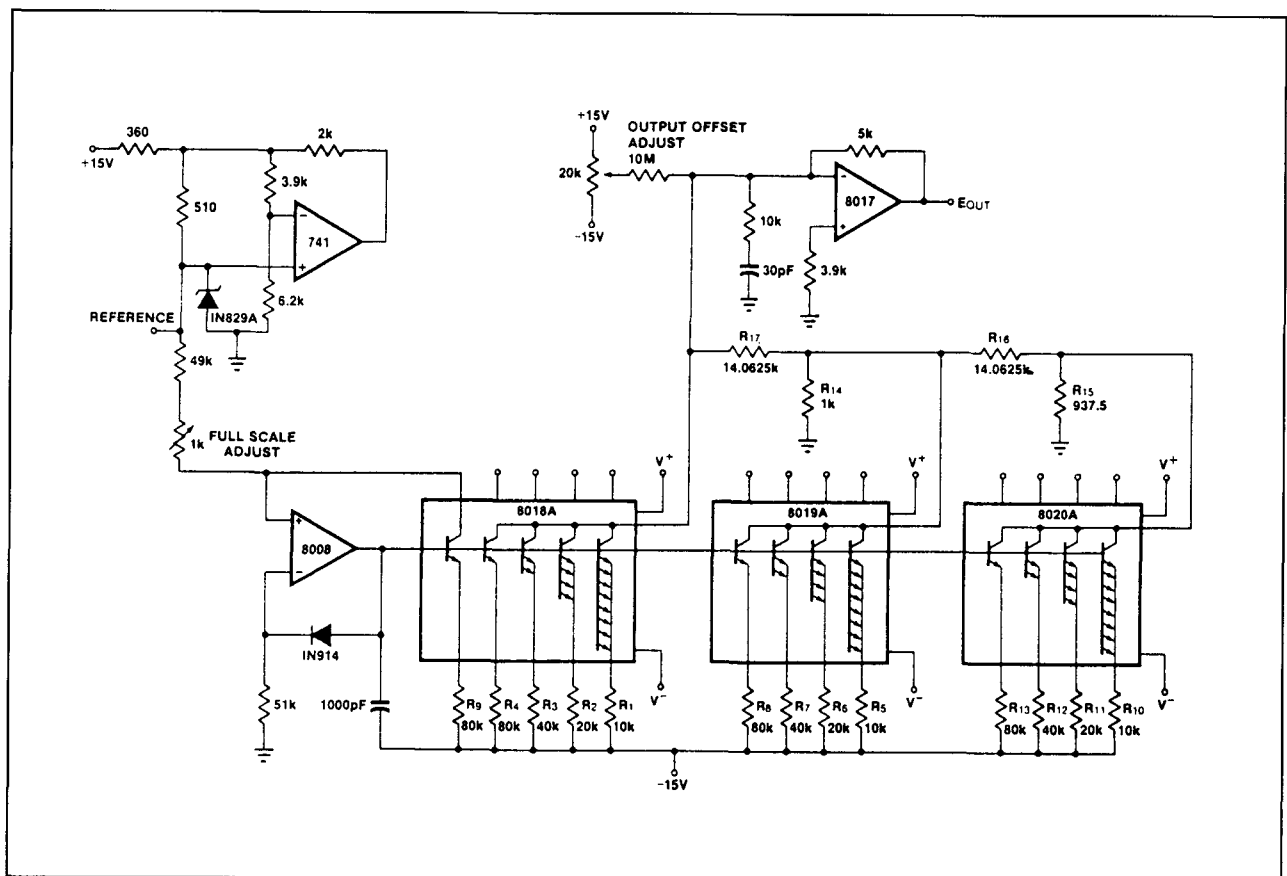 +15V
360
2k
3.9k
510
741
-
+
6.2k
IN829A
REFERENCE
49k
1k
FULL SCALE
ADJUST
+15V
20k
-15V
OUTPUT OFFSET
ADJUST
10M
5k
-
8017
+
EOUT
10k
30pF
3.9k
R17
14.0625k
R14
1k
R16
14.0625k
R15
937.5
+
8008
-
IN914
51k
1000pF
8018A
V+
V-
R9
80k
R4
80k
R3
40k
R2
20k
R1
10k
8019A
V+
V-
R8
80k
R7
40k
R6
20k
R5
10k
8020A
V+
V-
R13
80k
R12
40k
R11
20k
R10
10k
-15V